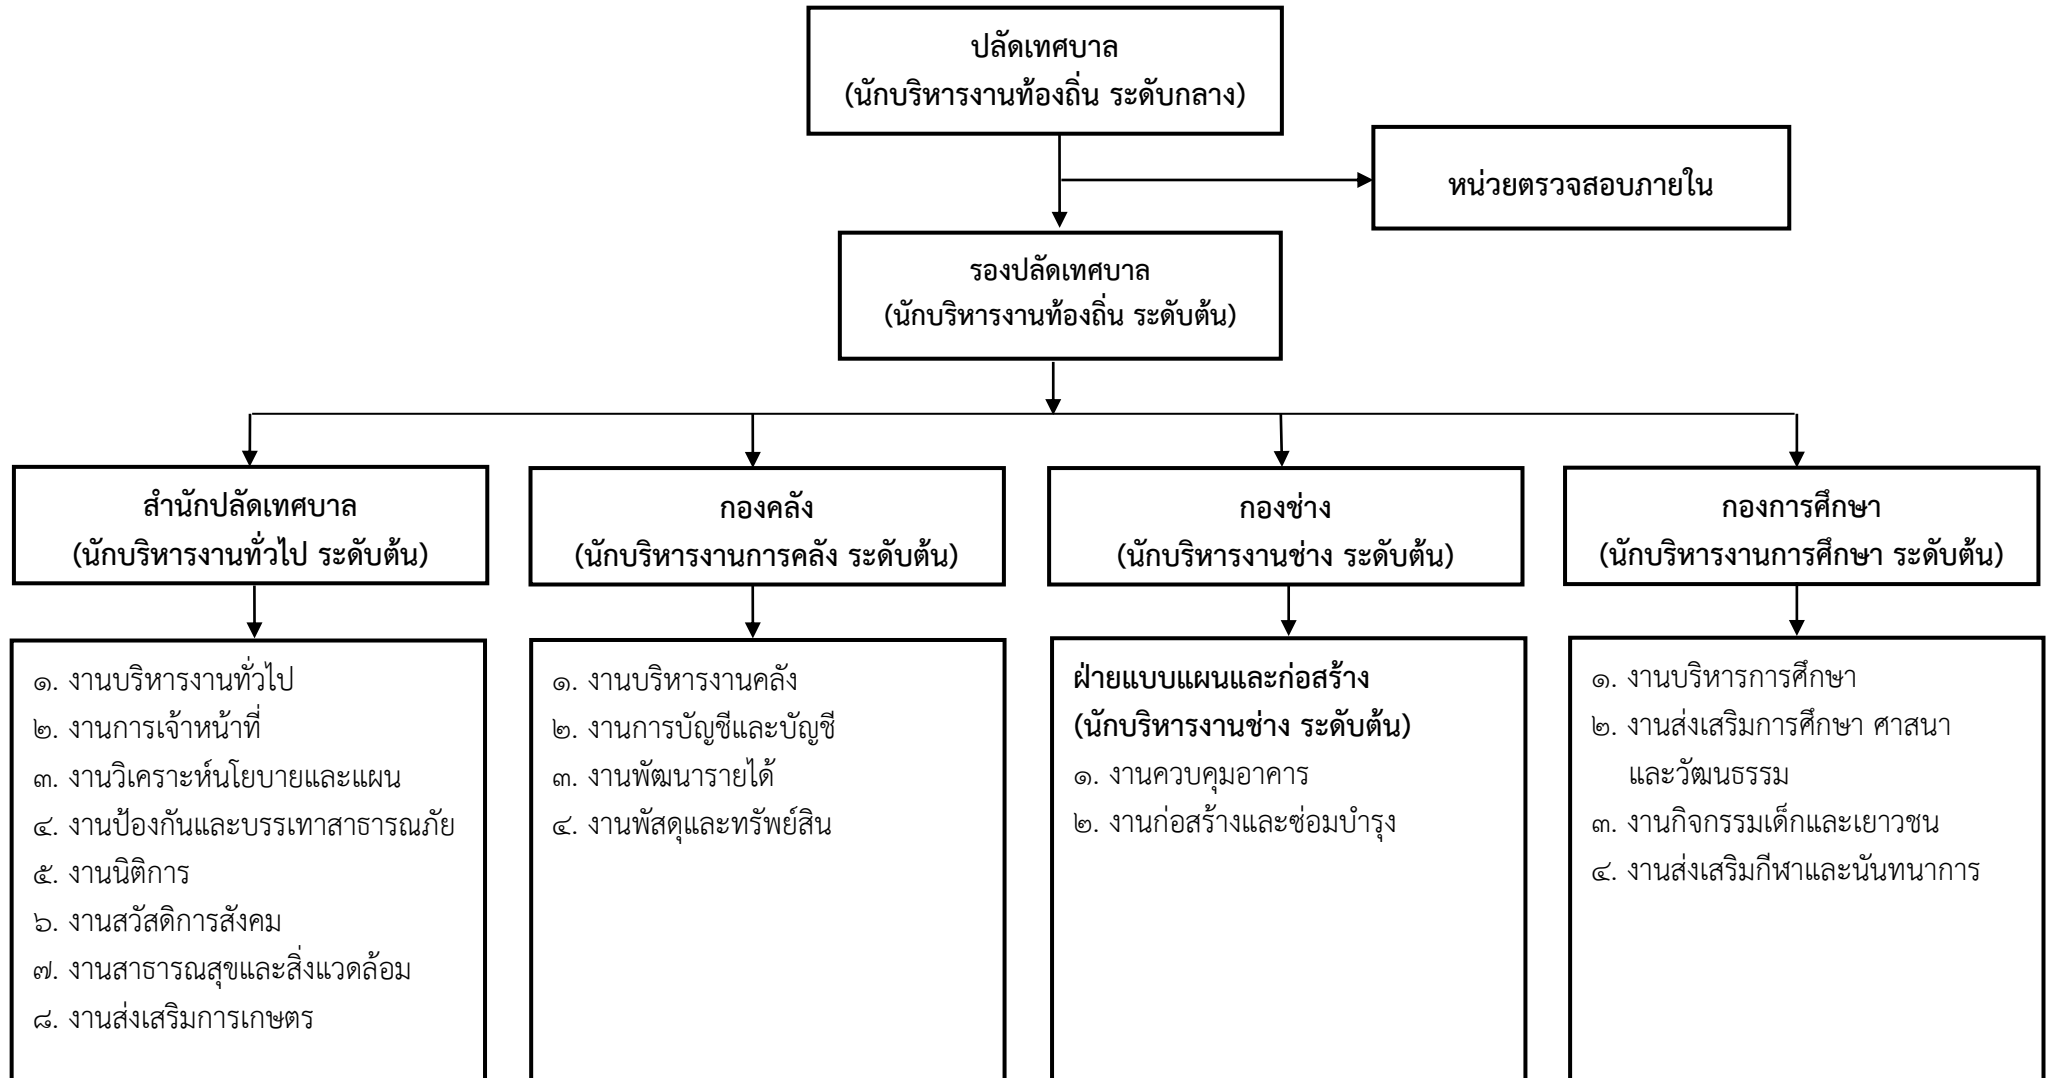 ปลัดเทศบาล
(นักบริหารงานท้องถิ่น ระดับกลาง)
หน่วยตรวจสอบภายใน
รองปลัดเทศบาล
(นักบริหารงานท้องถิ่น ระดับต้น)
สำนักปลัดเทศบาล
(นักบริหารงานทั่วไป ระดับต้น)
กองคลัง
(นักบริหารงานการคลัง ระดับต้น)
กองช่าง
(นักบริหารงานช่าง ระดับต้น)
กองการศึกษา
(นักบริหารงานการศึกษา ระดับต้น)
๑. งานบริหารงานทั่วไป
๒. งานการเจ้าหน้าที่
๓. งานวิเคราะห์นโยบายและแผน
๔. งานป้องกันและบรรเทาสาธารณภัย
๕. งานนิติการ
๖. งานสวัสดิการสังคม
๗. งานสาธารณสุขและสิ่งแวดล้อม
๘. งานส่งเสริมการเกษตร
๑. งานบริหารงานคลัง
๒. งานการบัญชีและบัญชี
๓. งานพัฒนารายได้
๔. งานพัสดุและทรัพย์สิน
ฝ่ายแบบแผนและก่อสร้าง
(นักบริหารงานช่าง ระดับต้น)
๑. งานควบคุมอาคาร
๒. งานก่อสร้างและซ่อมบำรุง
๑. งานบริหารการศึกษา
๒. งานส่งเสริมการศึกษา ศาสนา
และวัฒนธรรม
๓. งานกิจกรรมเด็กและเยาวชน
๔. งานส่งเสริมกีฬาและนันทนาการ